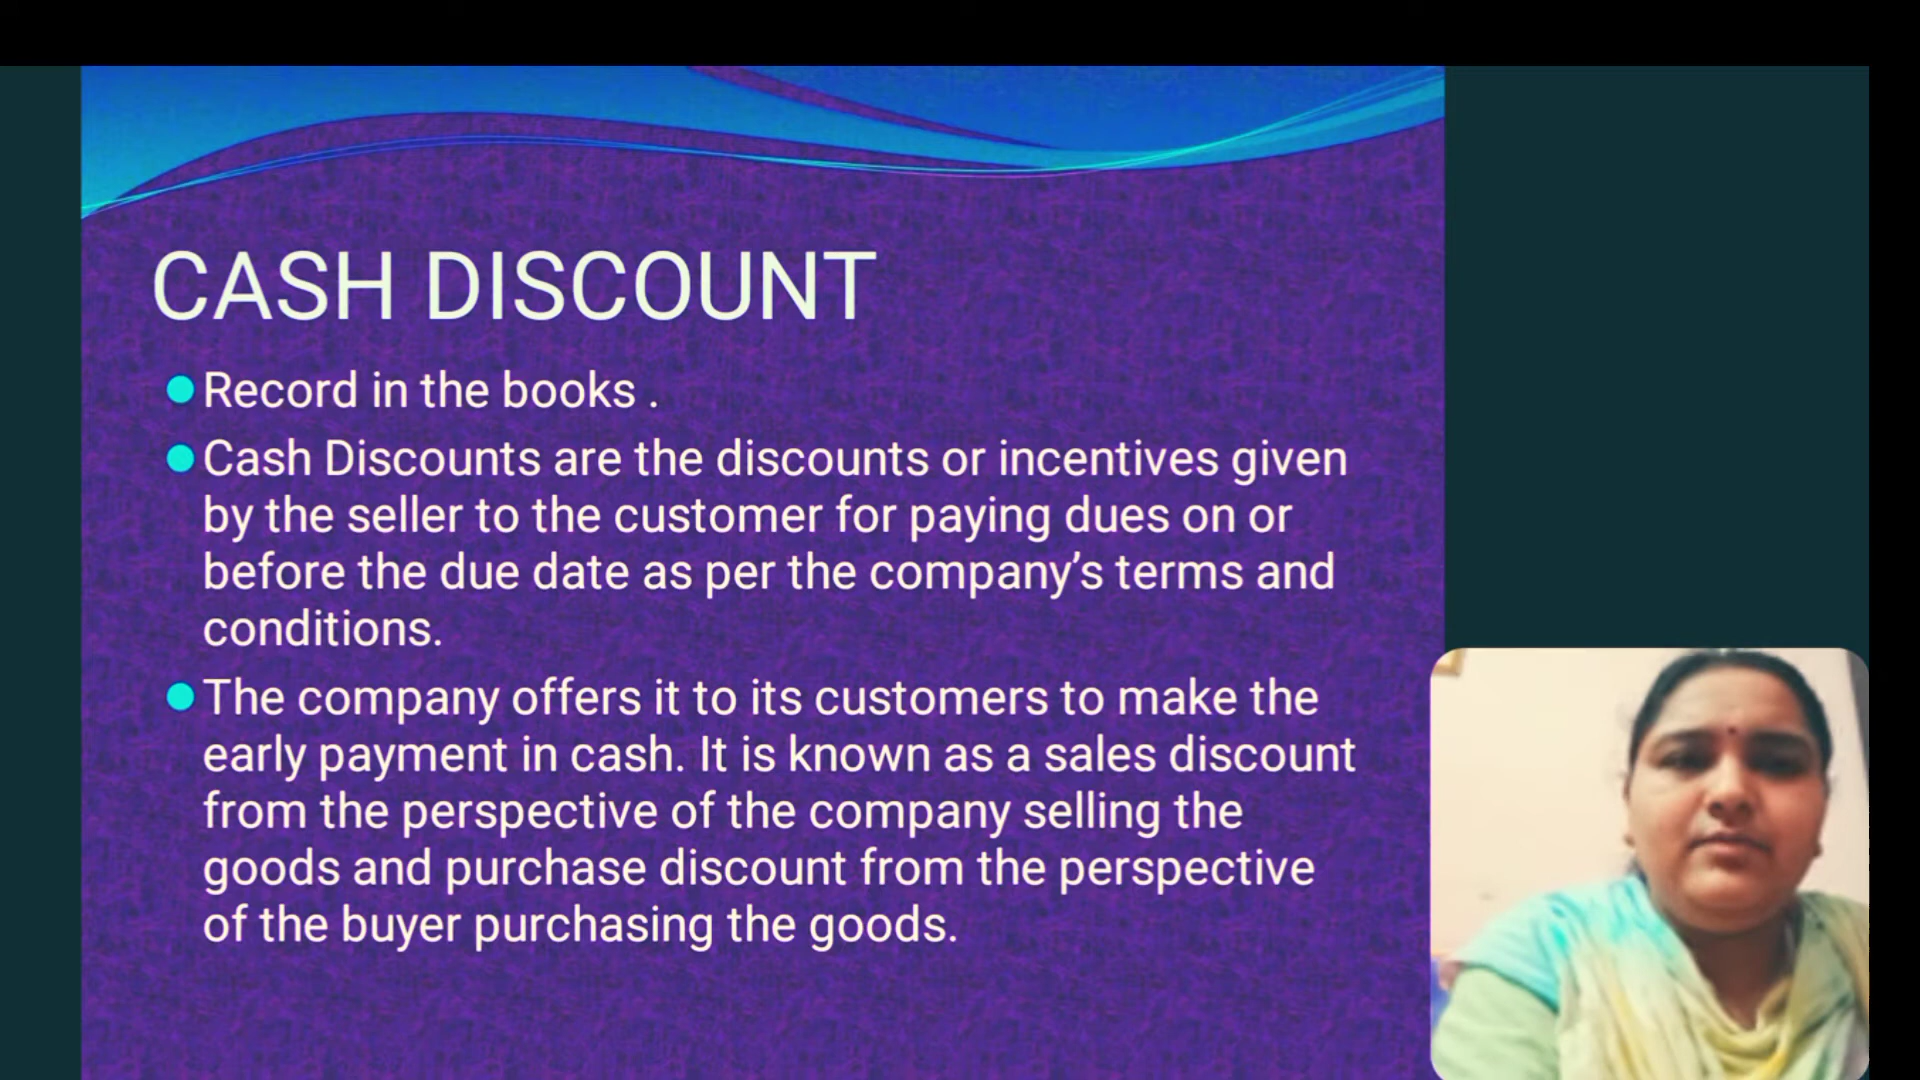 CASH DISCOUNT
Record in the books .
Cash Discounts are the discounts or incentives given
by the seller to the customer for paying dues on or
before the due date as per the company’s terms and
conditions.
The company offers it to its customers to make the
early payment in cash. It is known as a sales discount
from the perspective of the company selling the
goods and purchase discount from the perspective
of the buyer purchasing the goods.